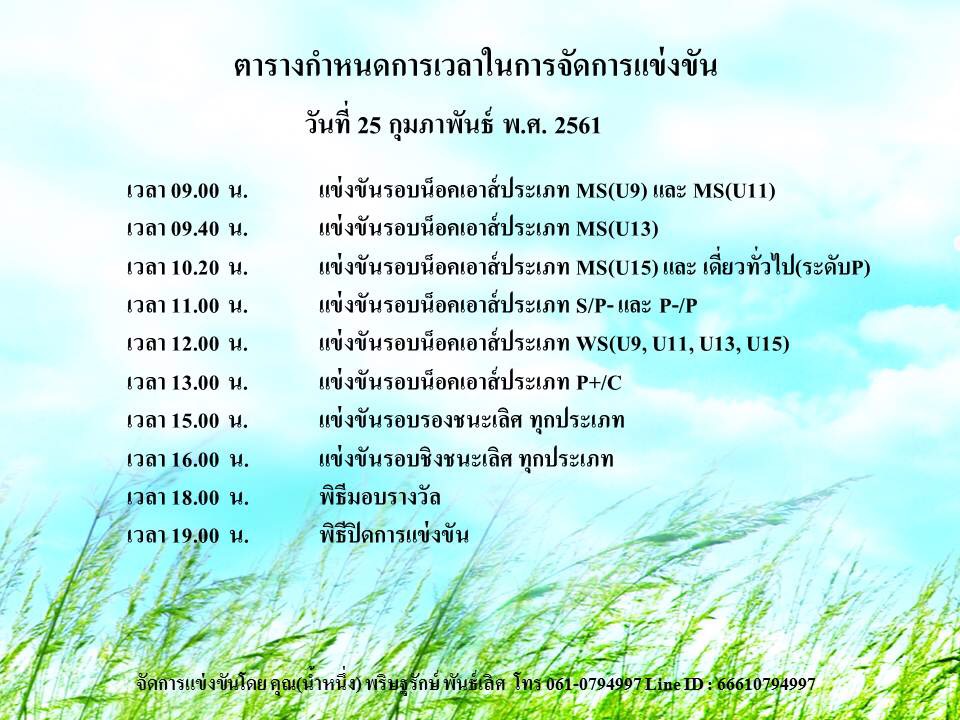 ตารางกำหนดการเวลาในการจัดการแข่งขัน
วันที่ 25 กุมภาพันธ์ พ.ศ. 2561
เวลา 09.00 น. แข่งขันรอบน็อคเอาส์ประเภท MS(U9) และ MS(U11)
เวลา 09.40 น. แข่งขันรอบน็อคเอาส์ประเภท MS(U13)
เวลา 10.20 น. แข่งขันรอบน็อคเอาส์ประเภท MS(U15) และ เดี่ยวทั่วไป(ระดับP)
เวลา 11.00 น. แข่งขันรอบน็อคเอาส์ประเภท S/P- และ P-/P
เวลา 12.00 น. แข่งขันรอบน็อคเอาส์ประเภท WS(U9, U11, U13, U15)
เวลา 13.00 น. แข่งขันรอบน็อคเอาส์ประเภท P+/C
เวลา 15.00 น. แข่งขันรอบรองชนะเลิศ ทุกประเภท
เวลา 16.00 น. แข่งขันรอบชิงชนะเลิศ ทุกประเภท
เวลา 18.00 น. พิธีมอบรางวัล
เวลา 19.00 น. พิธีปิดการแข่งขัน
จัดการแข่งขันโดย คุณ(น้ำหนึ่ง) พริษฐรักษ์ พันธ์เลิศ โทร 061-0794997 Line ID : 66610794997